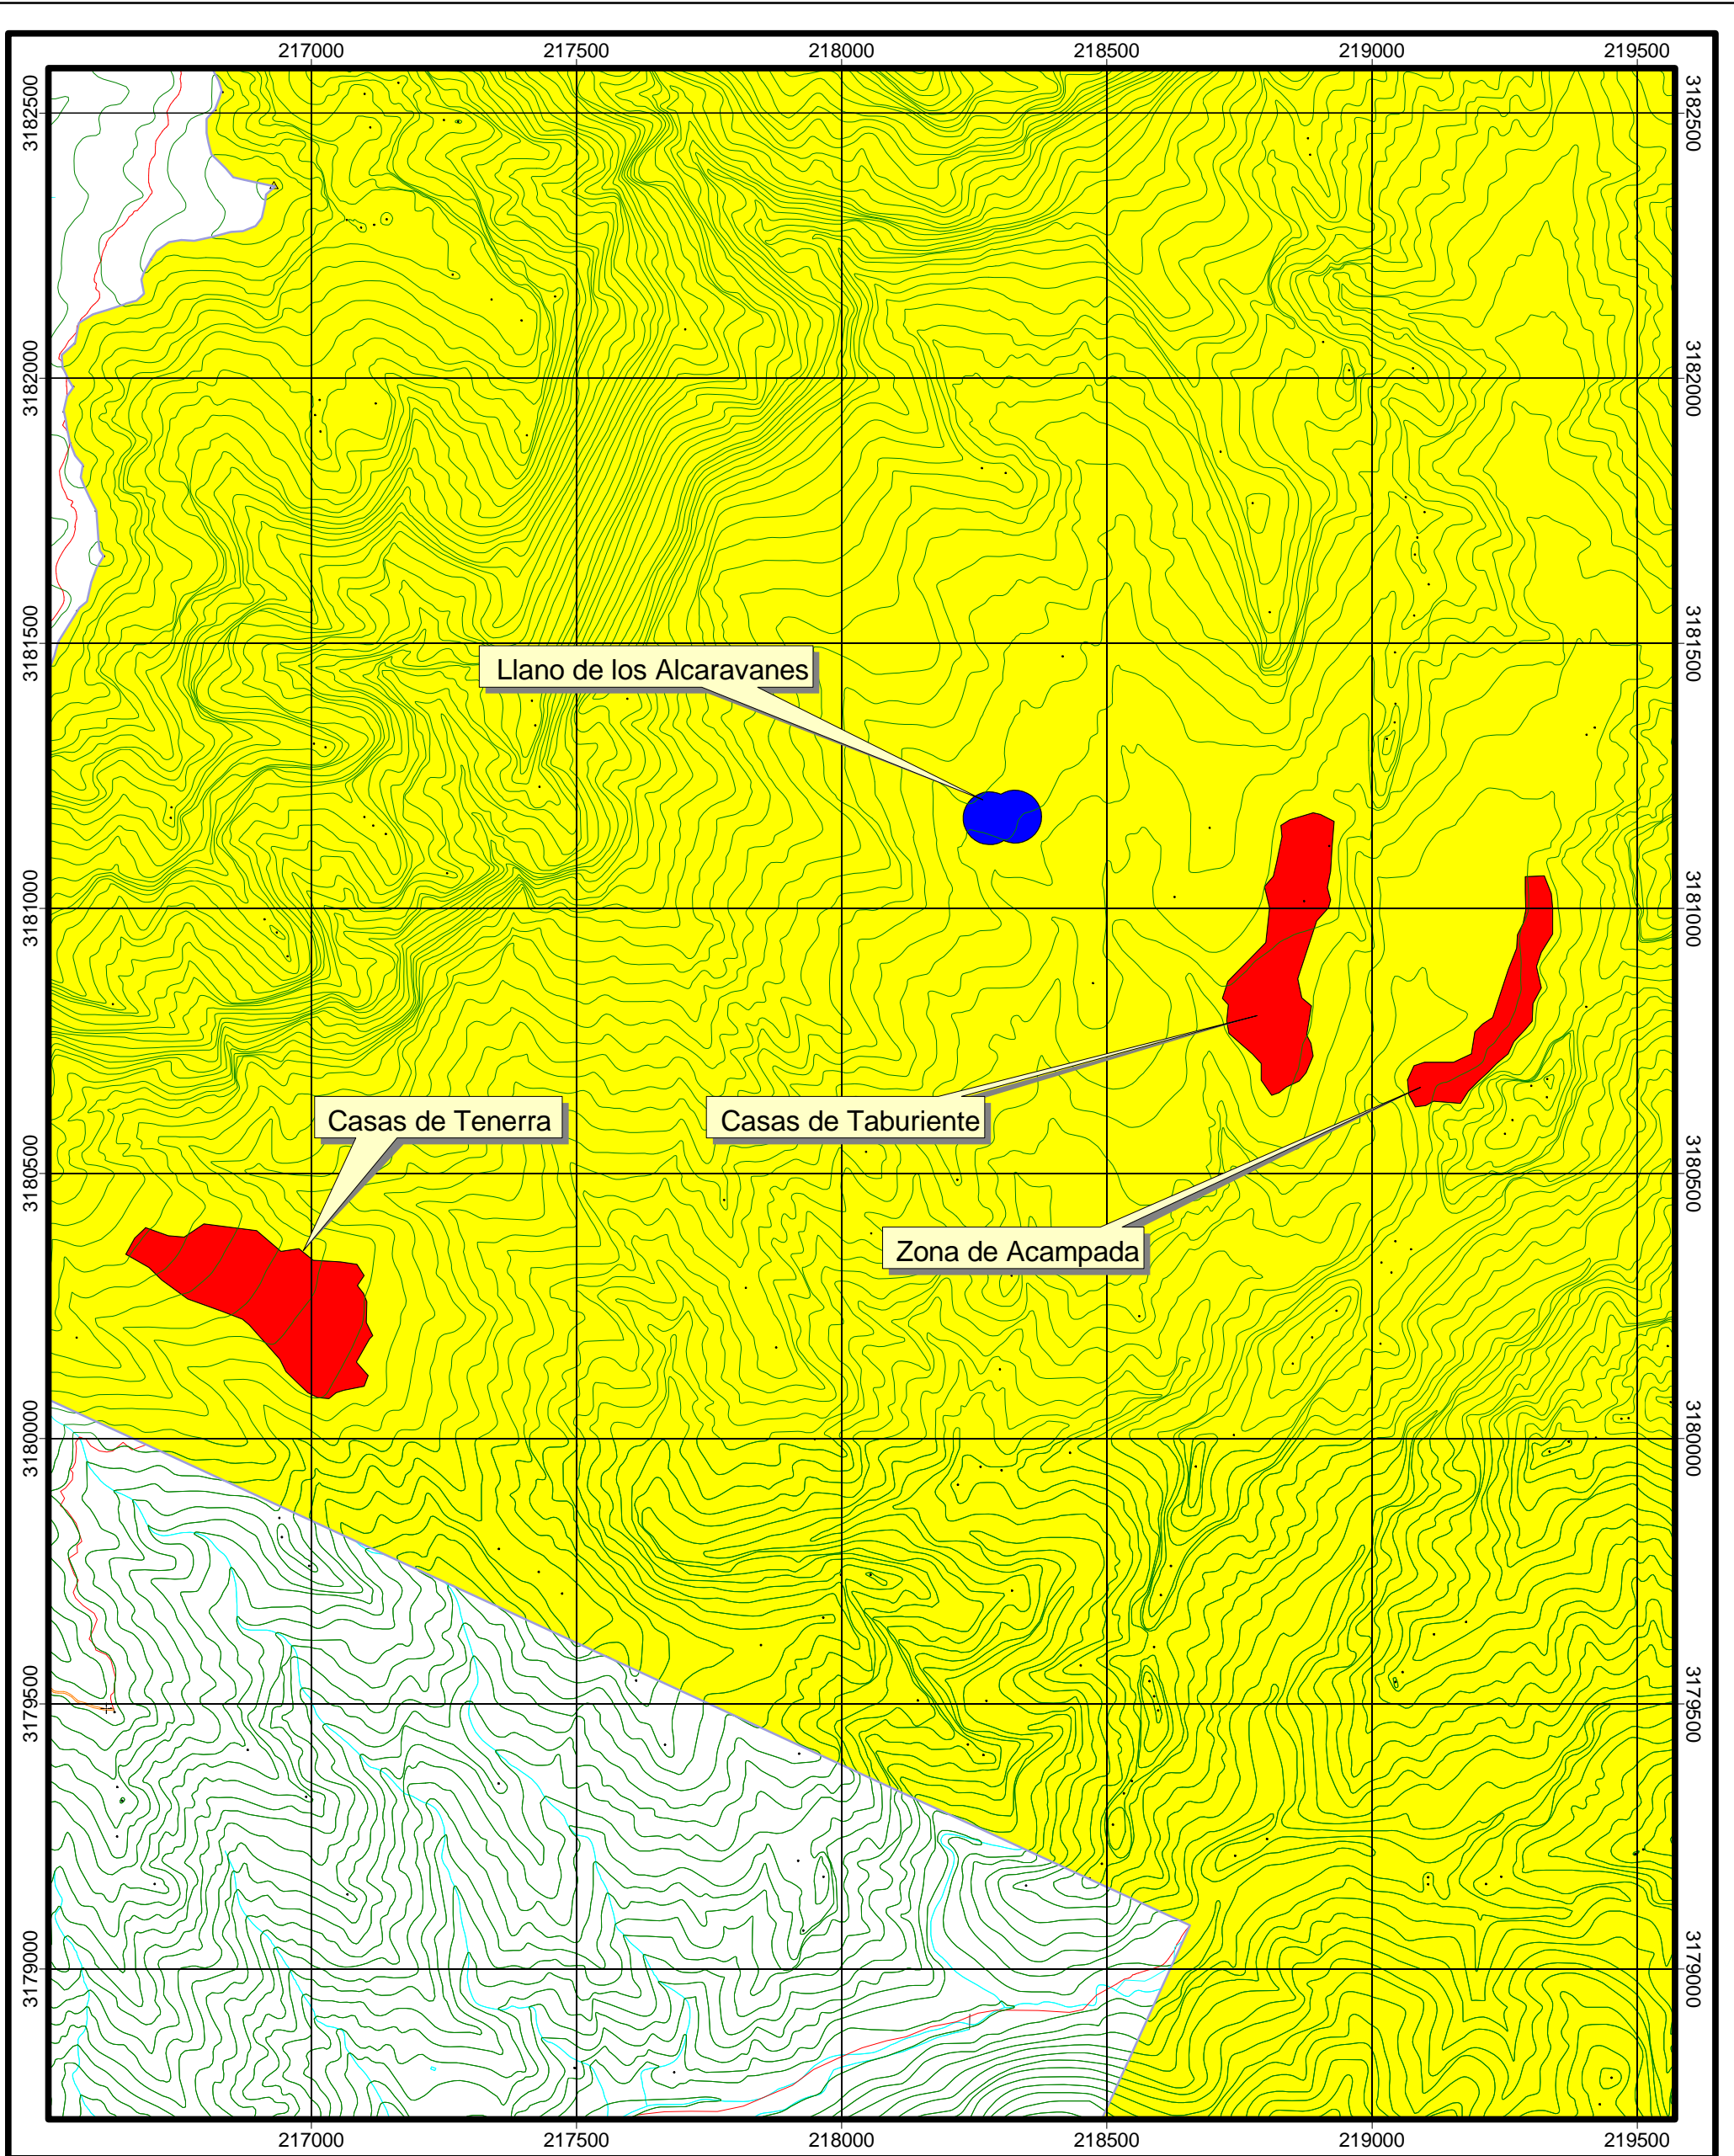 217000 217500 218000 218500 219000 219500
3182500 3182500
3182000 3182000
3181500 3181500
Llano de los Alcaravanes
3181000 3181000
Casas de Tenerra
Casas de Taburiente
3180500 3180500
Zona de Acampada
3180000 3180000
3179500 3179500
3179000 3179000
217000 217500 218000 218500 219000 219500